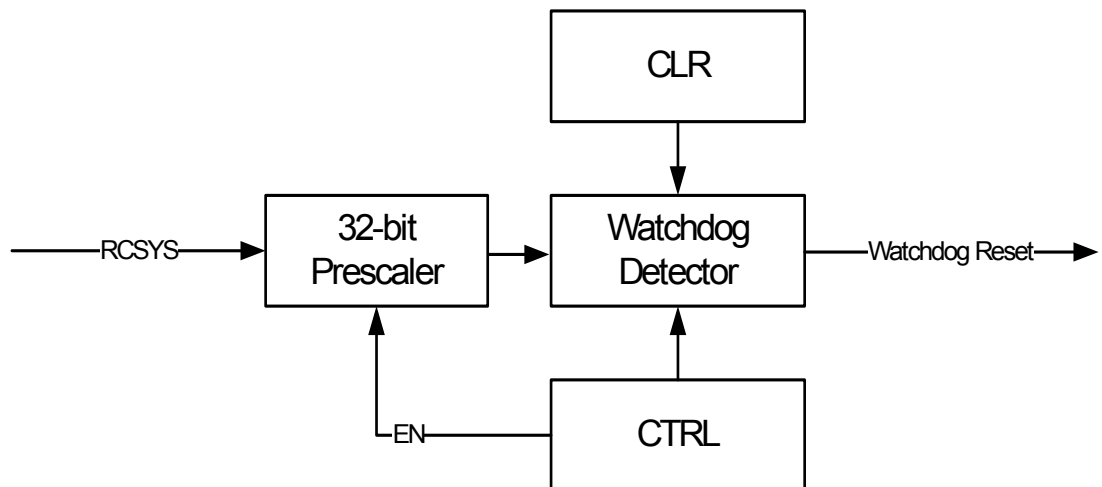 CLR
RCSYS
32-bit
Prescaler
Watchdog
Detector
Watchdog Reset
EN
CTRL